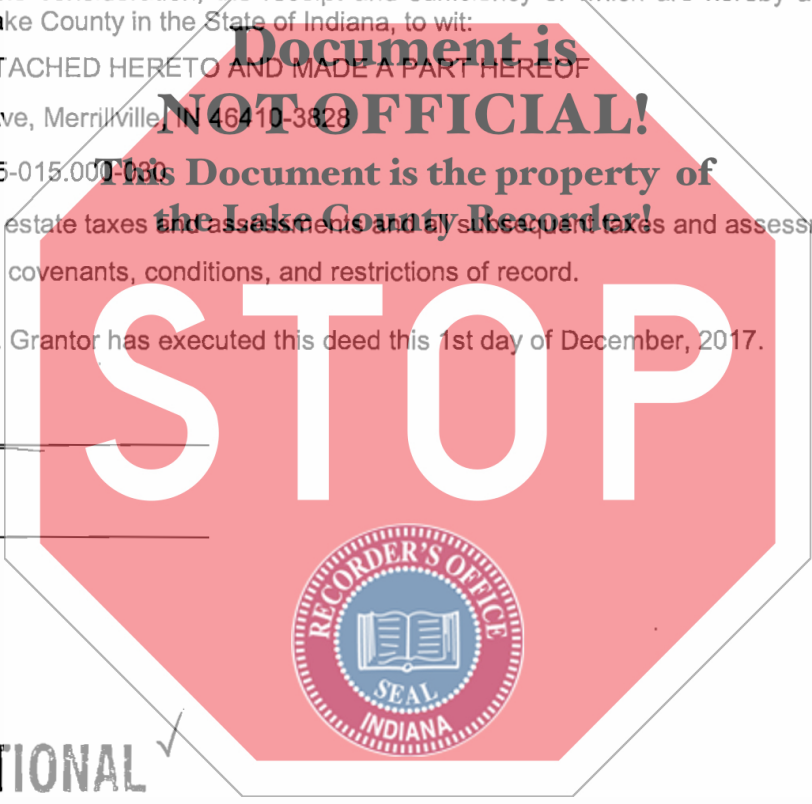 ke County in the State of Indiana, to wit:
Document is
TACHED HERETO AND MADE A PART HEREOF
NOT OFFICIAL!
ve, Merrillville, IN 46410-3828
This Document is the property of
5-015.000-030
the Lake County Recorder!
estate taxes and assessments and all subsequent taxes and assess
covenants, conditions, and restrictions of record.
Grantor has executed this deed this 1st day of December, 2017.
STOP
RECORDER'S OFFICE
SEAL
INDIANA
TIONAL